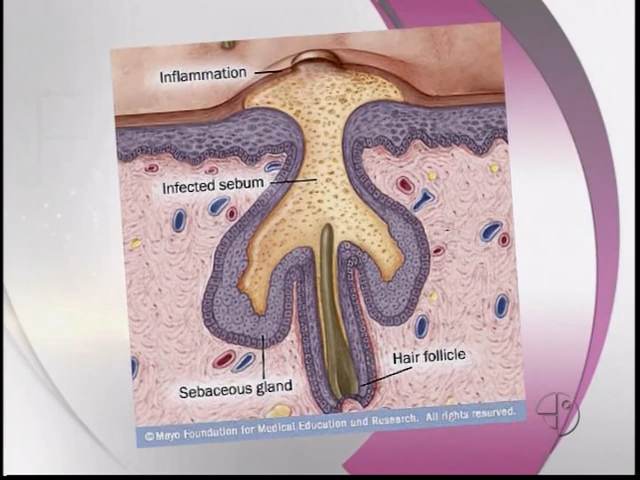 Inflammation
Infected sebum
Hair follicle
Sebaceous gland
© Mayo Foundation for Medical Education and Research. All rights reserved.